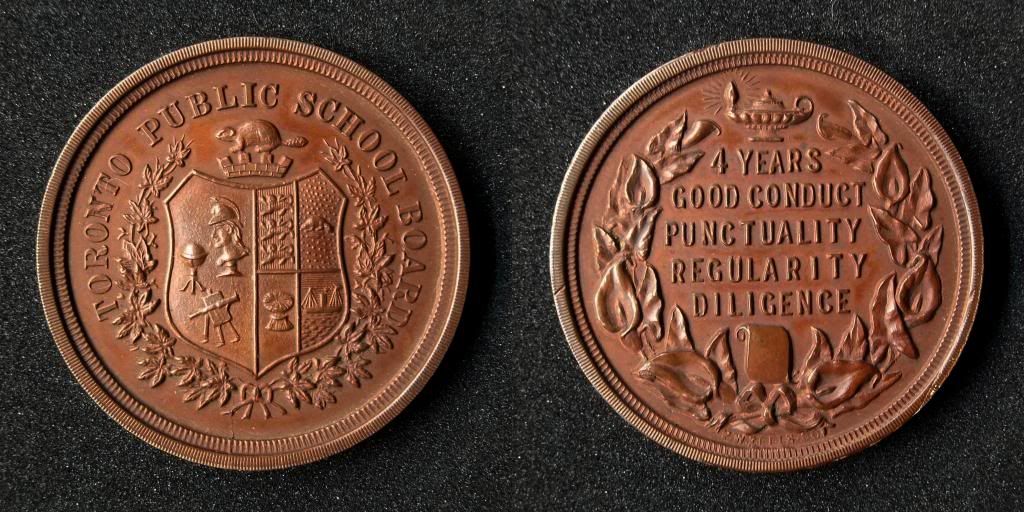 TORONTO PUBLIC SCHOOL BOARD
4 YEARS
GOOD CONDUCT
PUNCTUALITY
REGULARITY
DILIGENCE